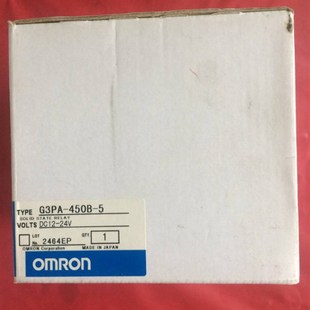 TYPE G3PA-450B-5
SOLID STATE RELAY
VOLTS DC12-24V
LOT No. 2464EP QTY 1
OMRON Corporation MADE IN JAPAN
OMRON